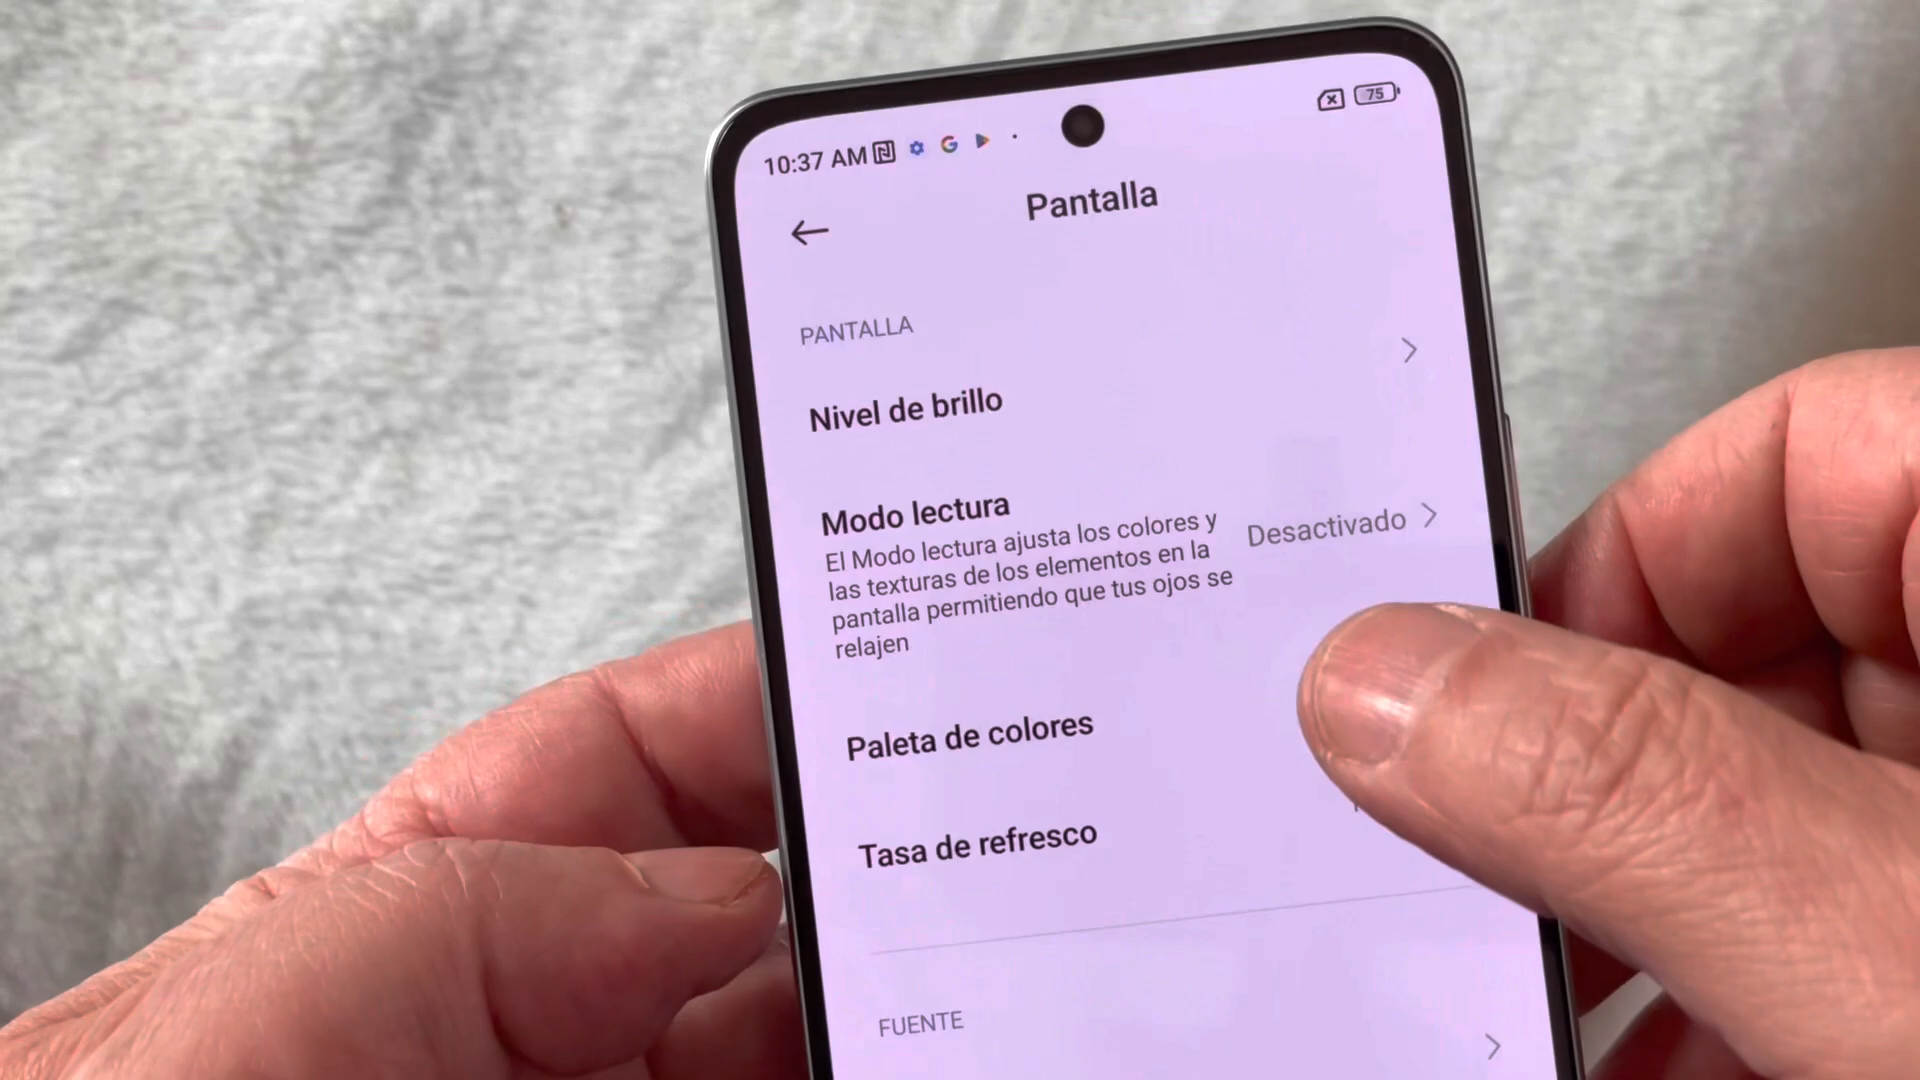 10:37 AM
75
Pantalla
PANTALLA
Nivel de brillo
Modo lectura
El Modo lectura ajusta los colores y
las texturas de los elementos en la
pantalla permitiendo que tus ojos se
relajen
Desactivado
Paleta de colores
Tasa de refresco
FUENTE